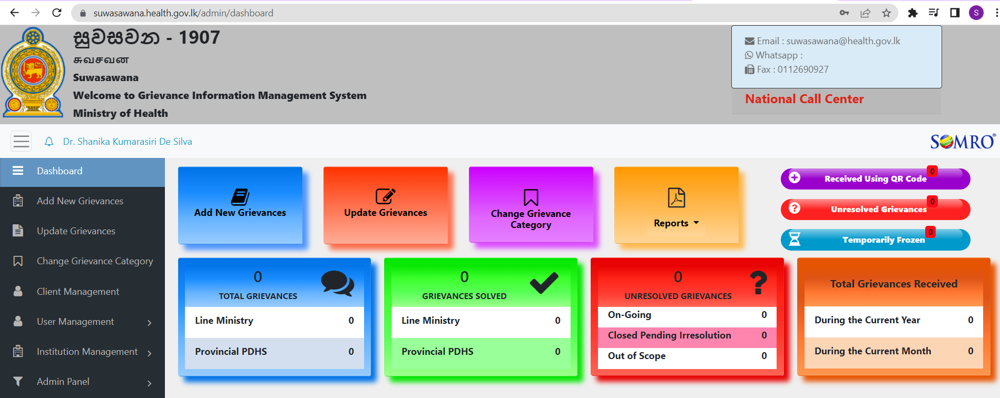 suwasawana.health.gov.lk/admin/dashboard
S
සුවසවන - 1907
சுவசவன
Suwasawana
Welcome to Grievance Information Management System
Ministry of Health
Email : suwasawana@health.gov.lk
Whatsapp :
Fax : 0112690927
National Call Center
Dr. Shanika Kumarasiri De Silva
SOMRO®
Dashboard
Add New Grievances
Update Grievances
Change Grievance Category
Client Management
User Management
Institution Management
Admin Panel
Add New Grievances
Update Grievances
Change Grievance
Category
Reports
Received Using QR Code 0
Unresolved Grievances 0
Temporarily Frozen 0
0
TOTAL GRIEVANCES
Line Ministry 0
Provincial PDHS 0
0
GRIEVANCES SOLVED
Line Ministry 0
Provincial PDHS 0
0
UNRESOLVED GRIEVANCES
On-Going 0
Closed Pending Irresolution 0
Out of Scope 0
Total Grievances Received
During the Current Year 0
During the Current Month 0